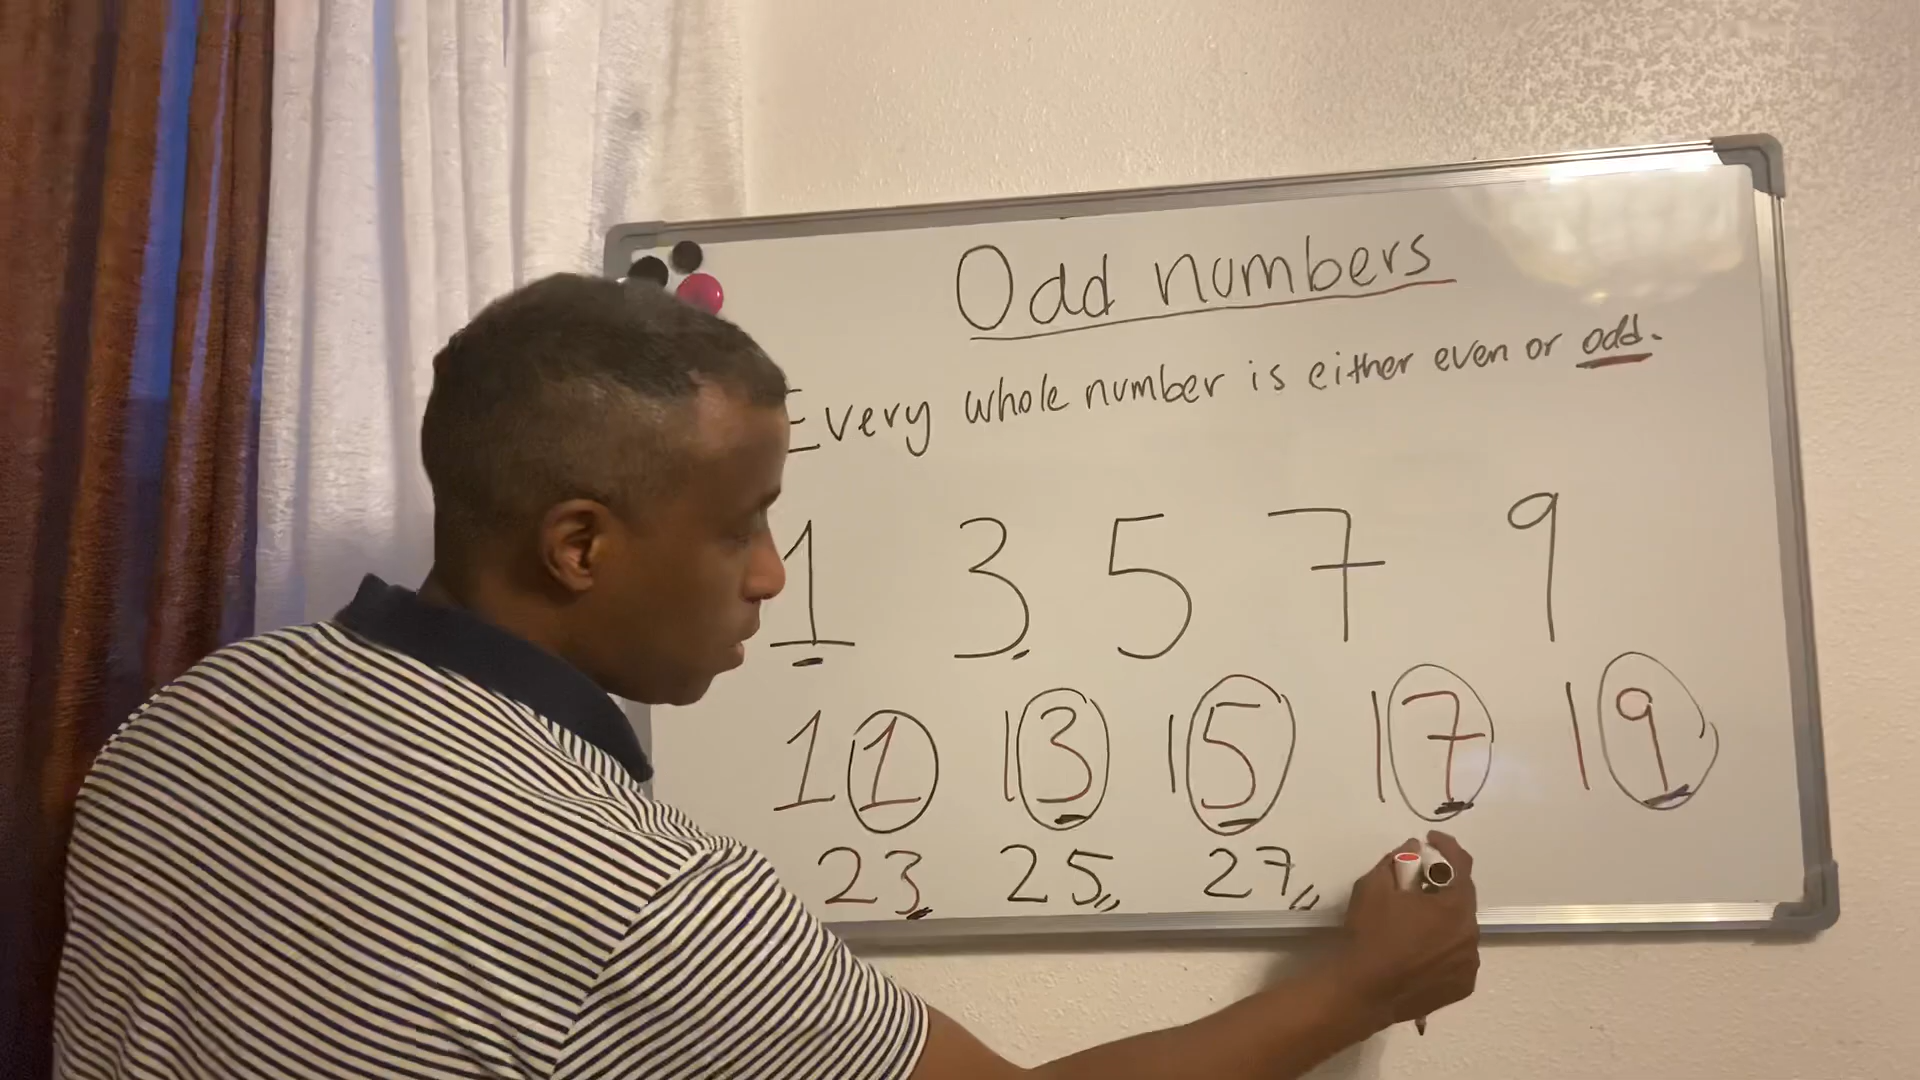 Odd numbers
Every whole number is either even or odd.
1 3 5 7 9
11 13 15 17 19
23 25 27